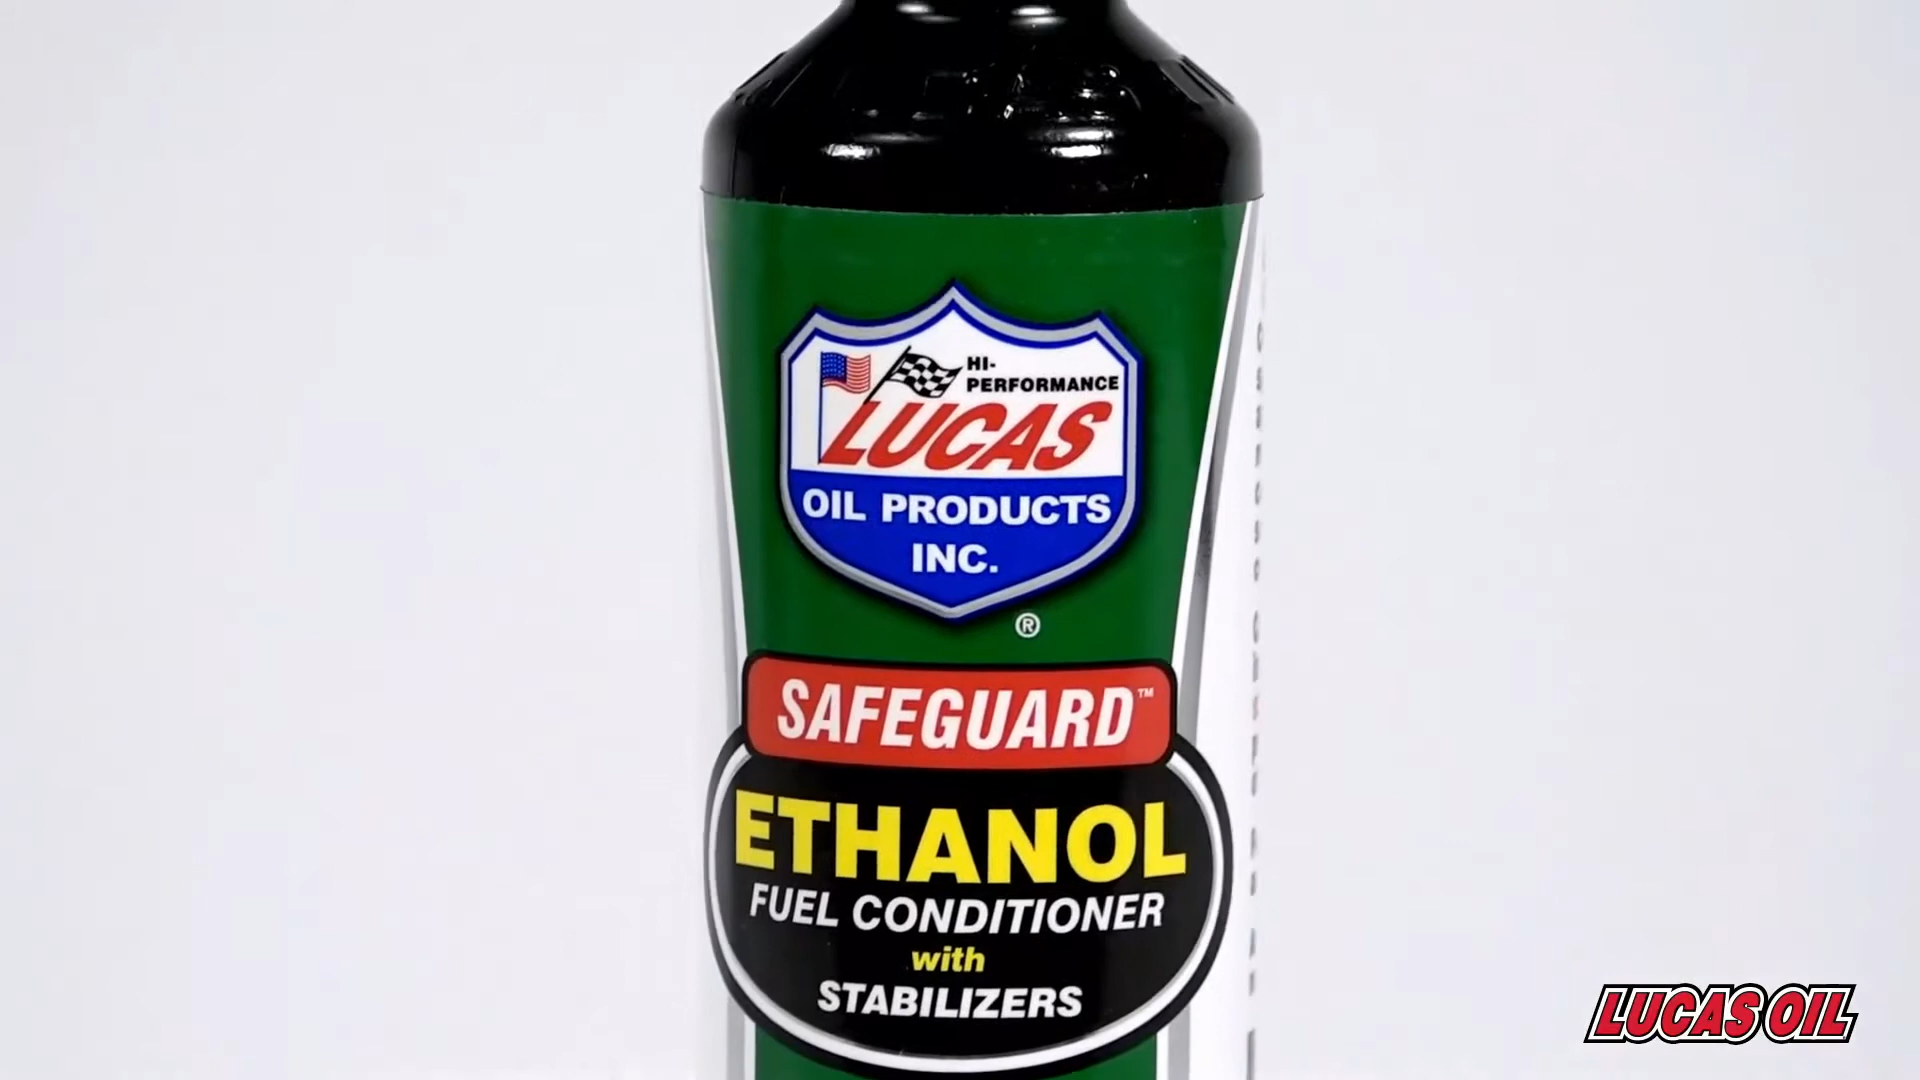 HI-
PERFORMANCE
LUCAS
OIL PRODUCTS
INC.
®
SAFEGUARD™
ETHANOL
FUEL CONDITIONER
with
STABILIZERS
LUCAS OIL